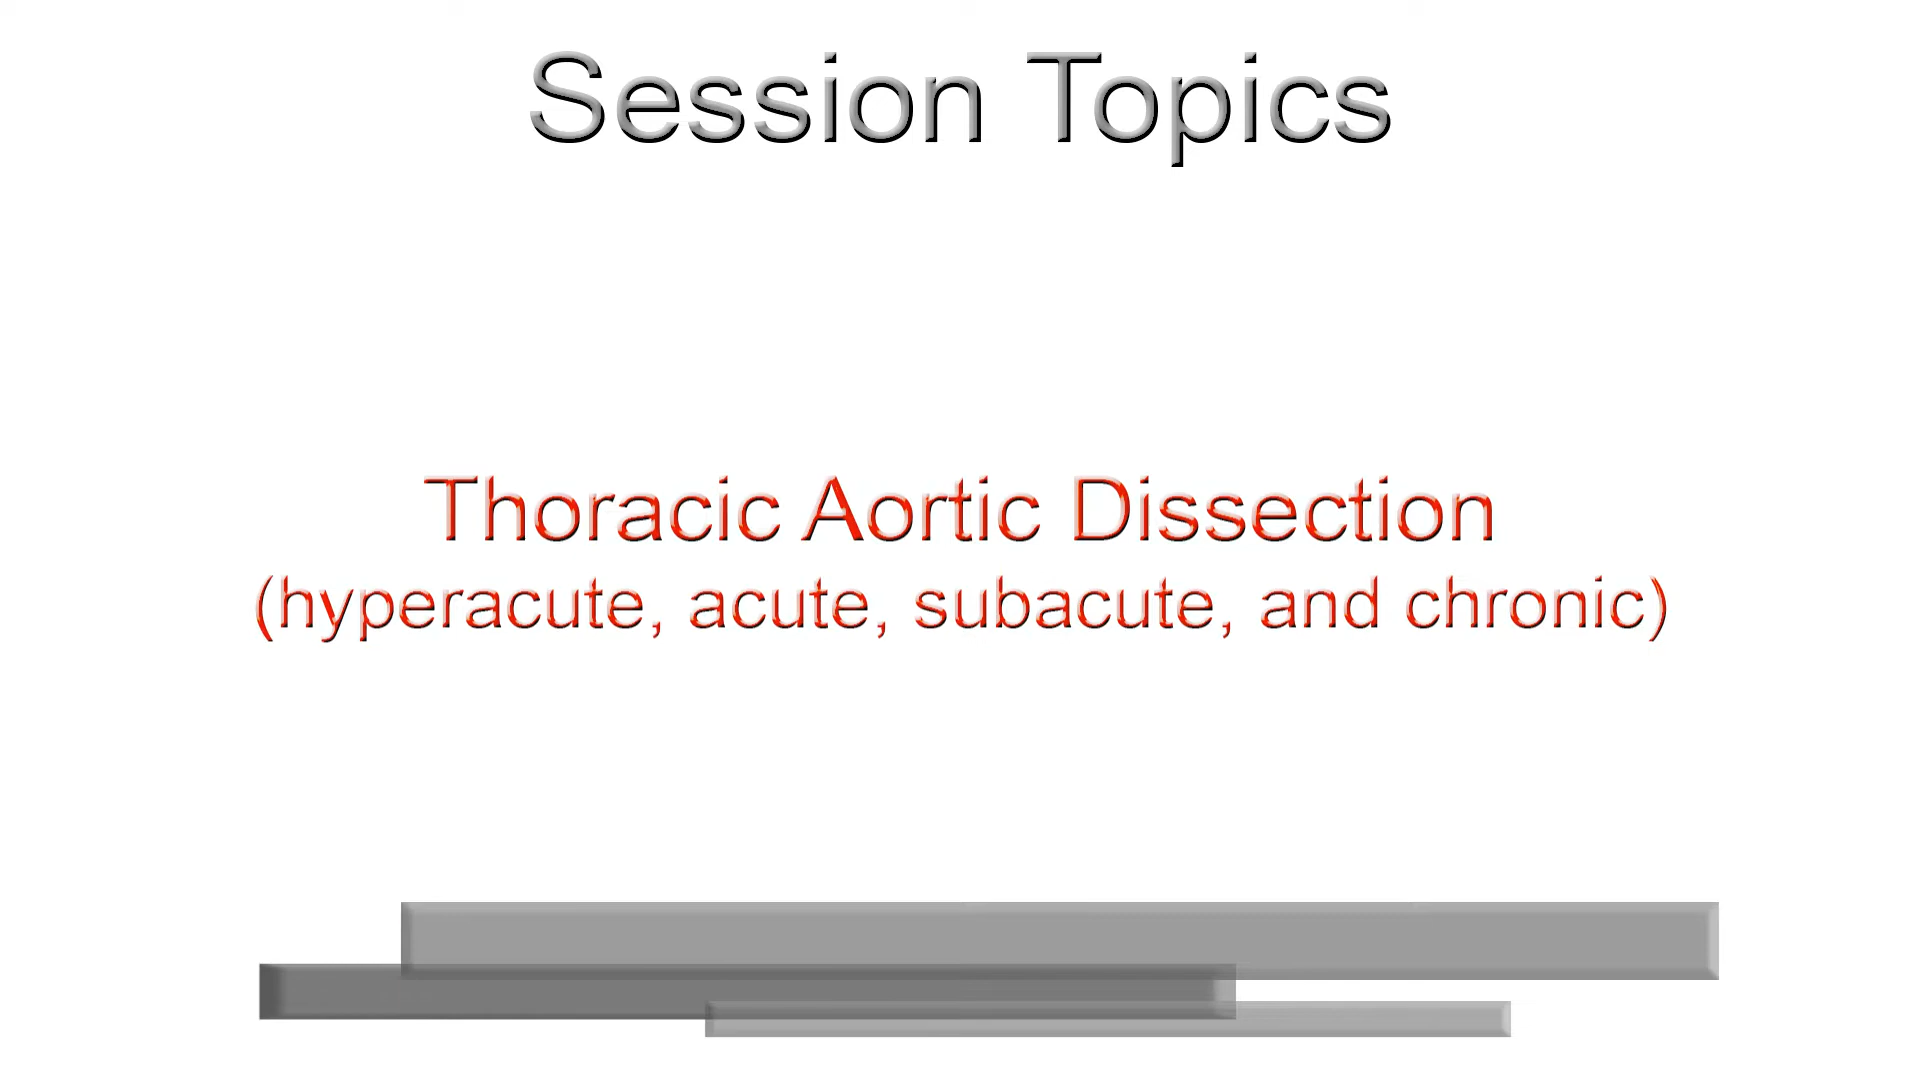 Session Topics
Thoracic Aortic Dissection
(hyperacute, acute, subacute, and chronic)